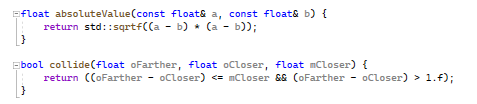 float absoluteValue(const float& a, const float& b) {
    return std::sqrtf((a - b) * (a - b));
}
bool collide(float oFarther, float oCloser, float mCloser) {
    return ((oFarther - oCloser) <= mCloser && (oFarther - oCloser) > 1.f);
}